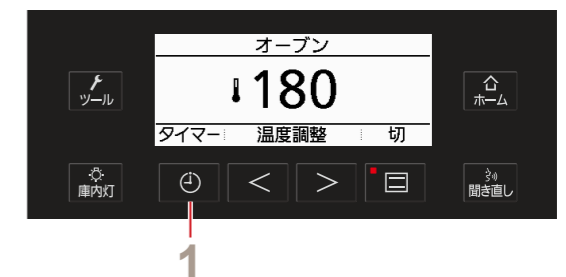 オーブン
ツール
180
ホーム
タイマー 温度調整 切
庫内灯
< >
聞き直し
1